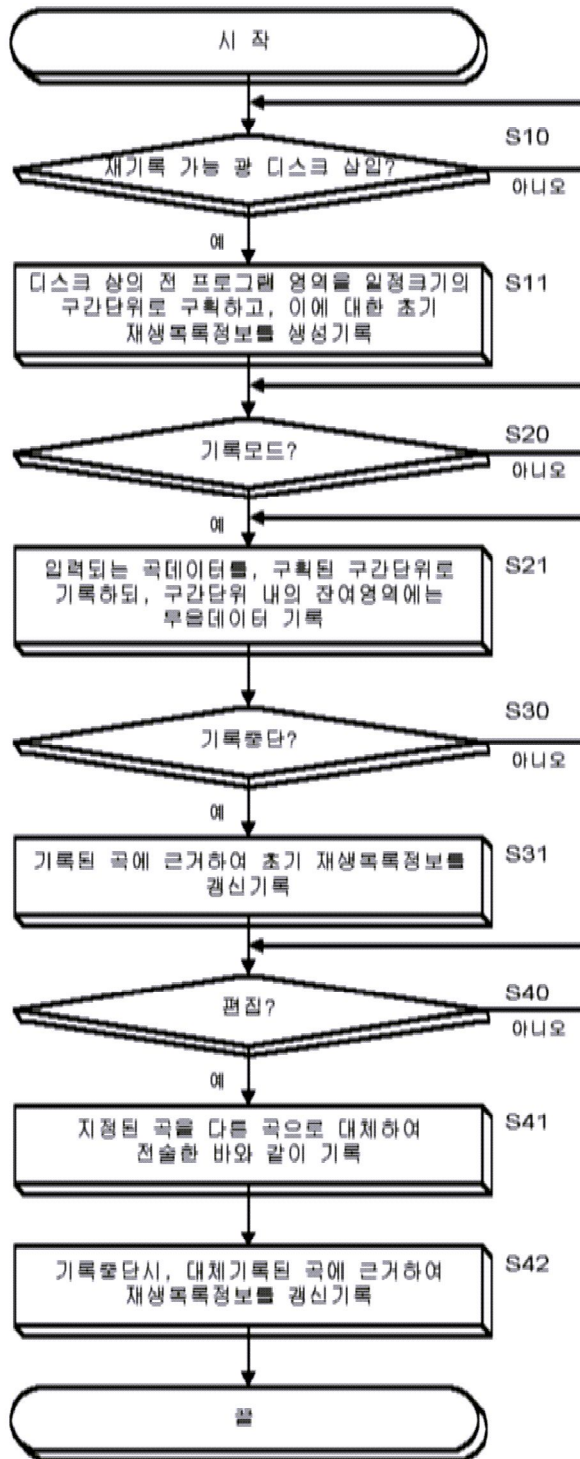 시 작
S10
재기록 가능 광 디스크 삽입?
아니오
예
디스크 상의 전 프로그램 영역을 일정크기의
S11
구간단위로 구획하고, 이에 대한 초기
재생목록정보를 생성기록
S20
기록모드?
아니오
예
입력되는 곡데이터를, 구획된 구간단위로
S21
기록하되, 구간단위 내의 잔여영역에는
무음데이터 기록
S30
기록중단?
아니오
예
기록된 곡에 근거하여 초기 재생목록정보를
S31
갱신기록
S40
편집?
아니오
예
지정된 곡을 다른 곡으로 대체하여
S41
전술한 바와 같이 기록
기록중단시, 대체기록된 곡에 근거하여
S42
재생목록정보를 갱신기록
끝